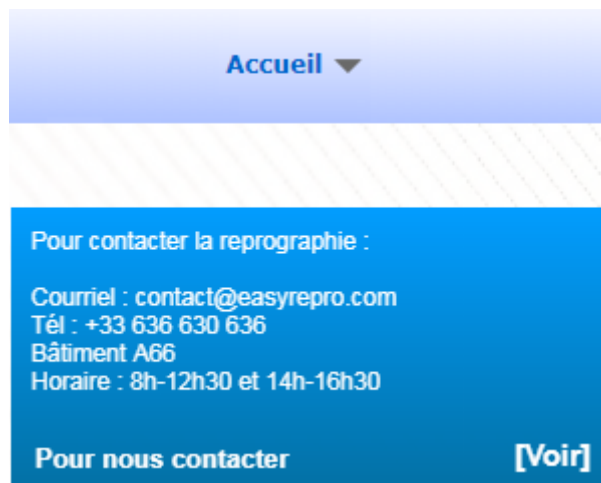 Accueil
Pour contacter la reprographie :
Courriel : contact@easyrepro.com
Tél : +33 636 630 636
Bâtiment A66
Horaire : 8h-12h30 et 14h-16h30
Pour nous contacter [Voir]